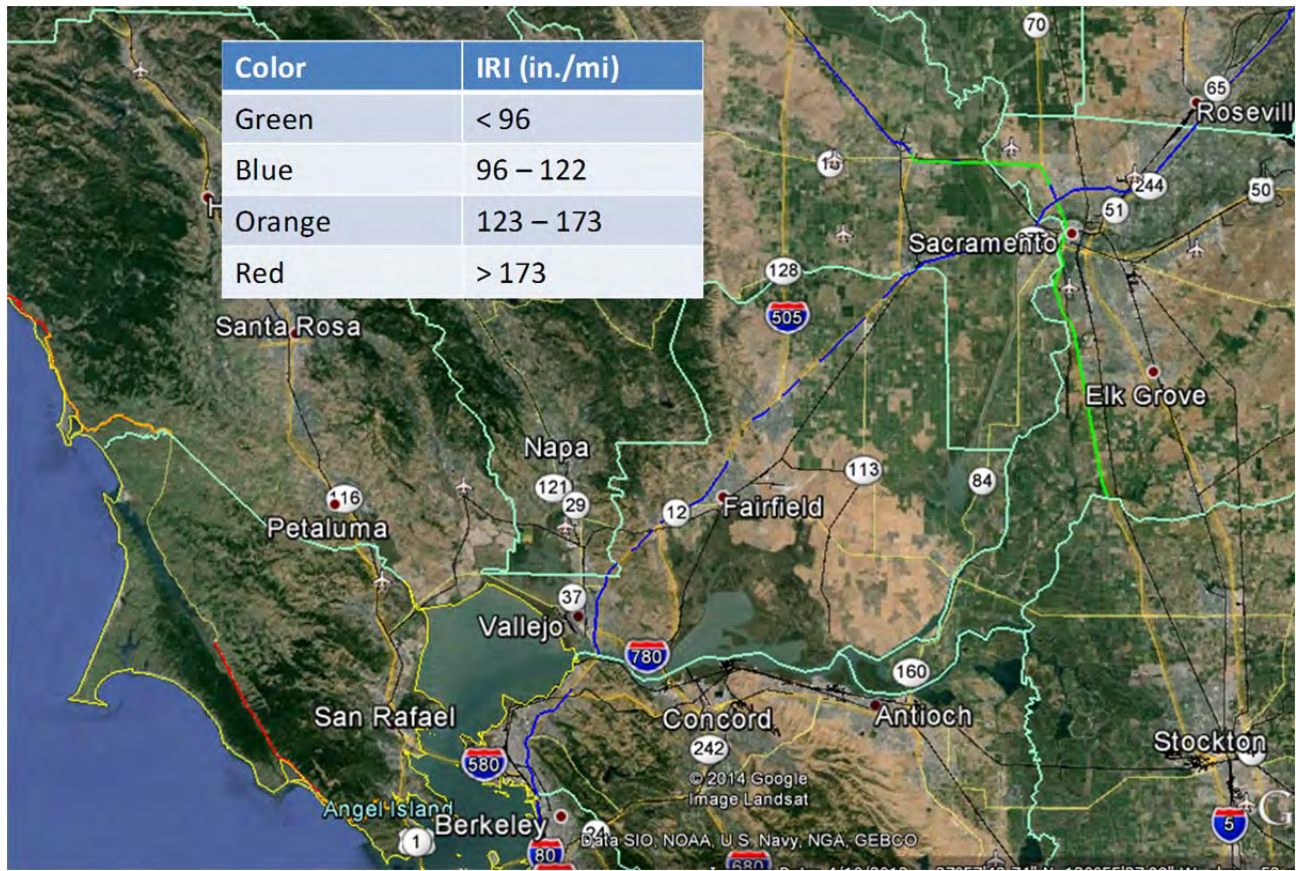 Color IRI (in./mi)
Green < 96
Blue 96 – 122
Orange 123 – 173
Red > 173
70
65
Rosevill
50
244
51
Sacramento
128
505
Santa Rosa
Elk Grove
Napa
121
29
113
84
12
Fairfield
116
Petaluma
37
Vallejo
780
160
San Rafael
Concord
Antioch
242
Stockton
580
© 2014 Google
Image Landsat
Angel Island
Berkeley
1
24
80
Data SIO, NOAA, U.S. Navy, NGA, GEBCO
680
5
G